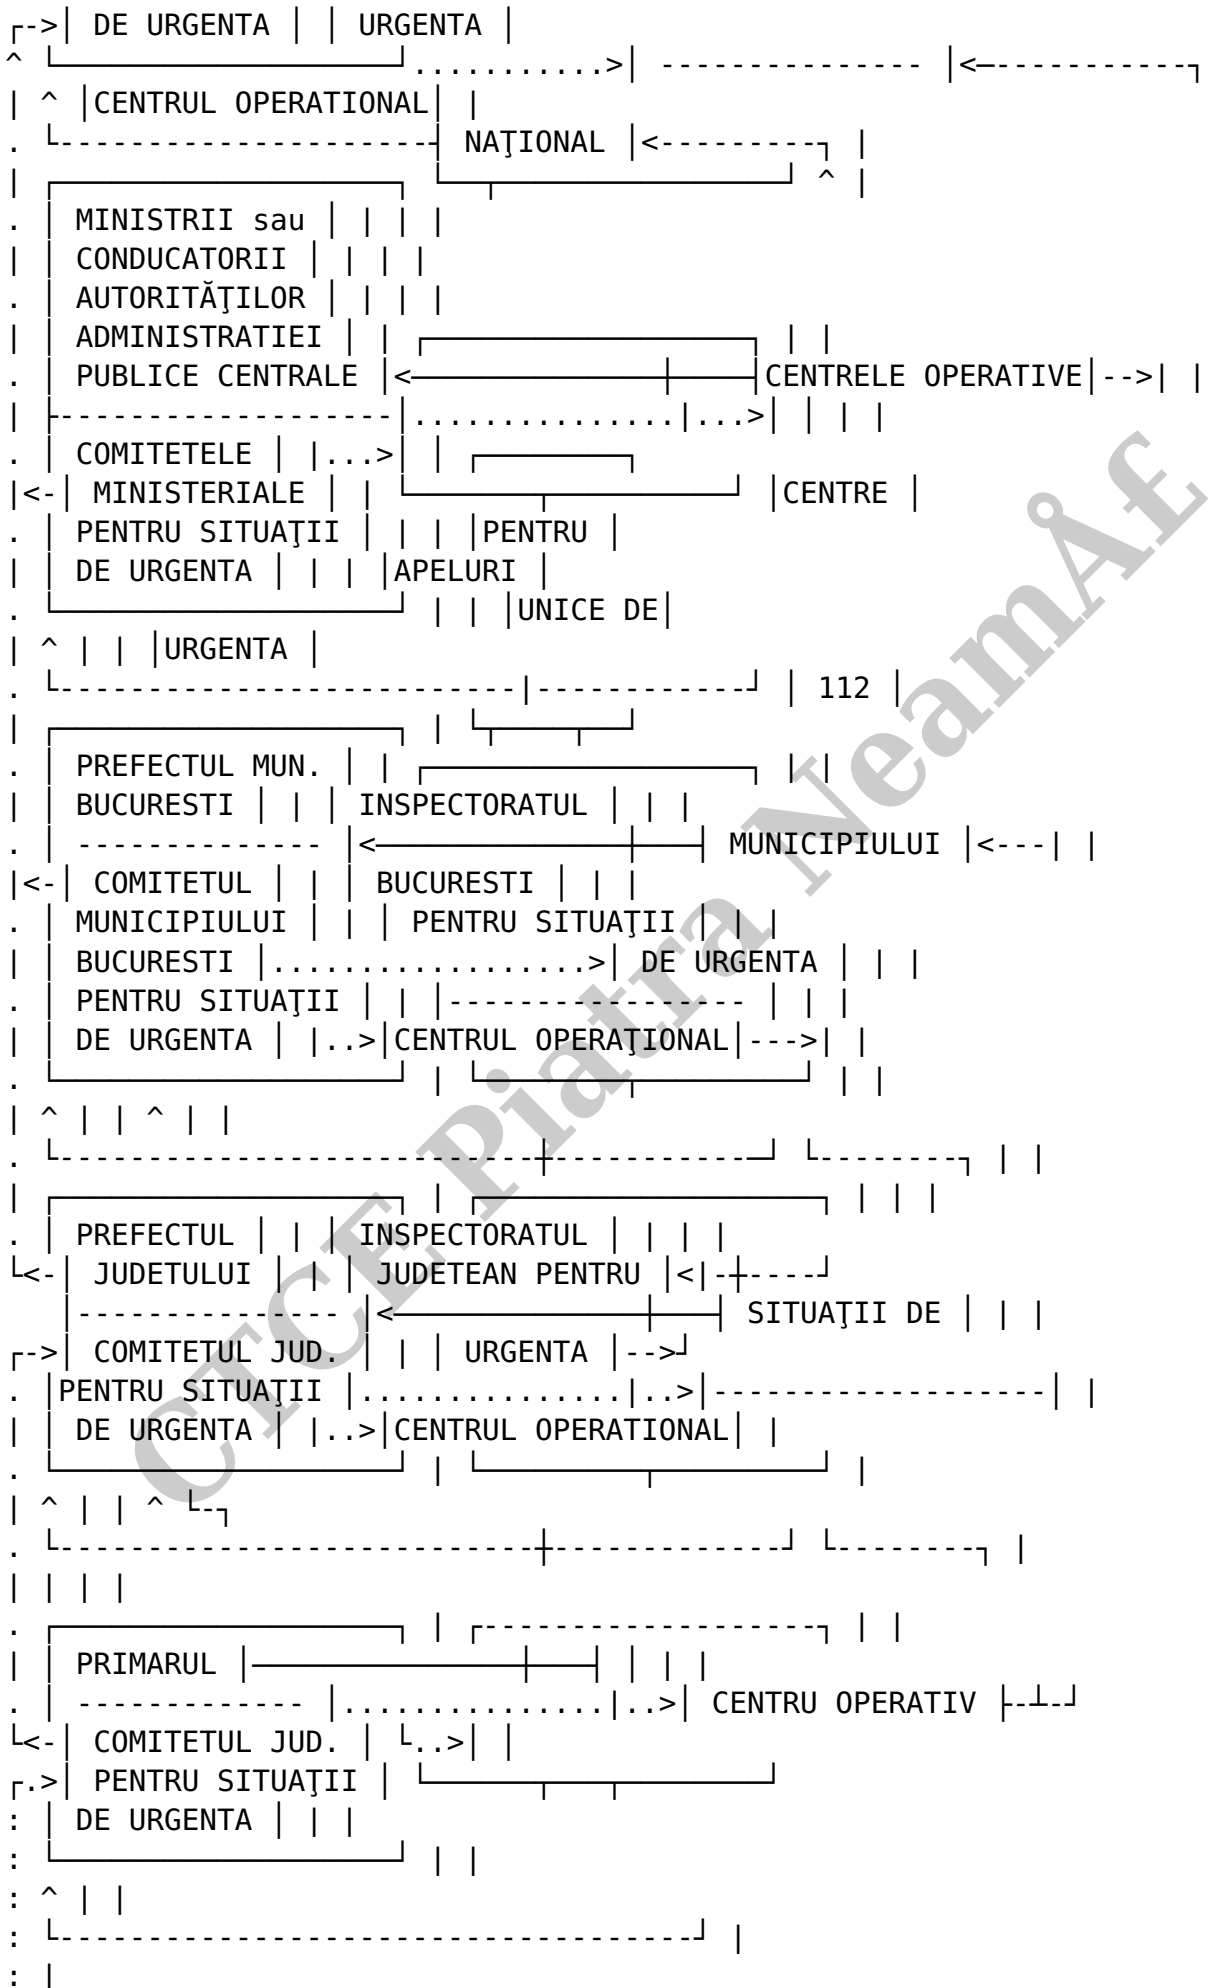 ┌->│ DE URGENTA │ │ URGENTA │
^ └────────────────────┘...........>│ --------------- │<─-----------┐
| ^ │CENTRUL OPERATIONAL│ |
. └---------------------┤ NAŢIONAL │<---------┐ |
| ┌────────────────────┐ └──┬─────────────────┘ ^ |
. │ MINISTRII sau │ | | |
| │ CONDUCATORII │ | | |
. │ AUTORITĂŢILOR │ | | |
| │ ADMINISTRATIEI │ | ┌───────────────────┐ | |
. │ PUBLICE CENTRALE │<──────────────┼─────┤CENTRELE OPERATIVE│-->| |
| ├-------------------│...............|...>│ │ | |
. │ COMITETELE │ |...>│ │ ┌─────────┐
|<-│ MINISTERIALE │ | └────────┬───────────┘ │CENTRE │
. │ PENTRU SITUAŢII │ | | │PENTRU │
| │ DE URGENTA │ | | │APELURI │
. └────────────────────┘ | | │UNICE DE│
| ^ | | │URGENTA │
. └--------------------------|------------┘ │ 112 │
| ┌────────────────────┐ | └┬────┬──┘
. │ PREFECTUL MUN. │ | ┌───────────────────┐ | |
| │ BUCURESTI │ | │ INSPECTORATUL │ | |
. │ -------------- │<──────────────┼───┤ MUNICIPIULUI │<---| |
|<-│ COMITETUL │ | │ BUCURESTI │ | |
. │ MUNICIPIULUI │ | │ PENTRU SITUAŢII │ | |
| │ BUCURESTI │..................>│ DE URGENTA │ | |
. │ PENTRU SITUAŢII │ | │----------------- │ | |
| │ DE URGENTA │ |..>│CENTRUL OPERAŢIONAL│--->| |
. └────────────────────┘ | └────────┬─────────┘ | |
| ^ | | ^ | |
. └---------------------------┼-----------─┘ └--------┐ | |
| ┌────────────────────┐ | ┌────────────────────┐ | | |
. │ PREFECTUL │ | │ INSPECTORATUL │ | | |
└<-│ JUDETULUI │ | │ JUDETEAN PENTRU │<|-┼----┘
│--------------- │<──────────────┼───┤ SITUAŢII DE │ | |
┌->│ COMITETUL JUD. │ | │ URGENTA │-->┘
. │PENTRU SITUAŢII │...............|..>│-------------------│ |
| │ DE URGENTA │ |..>│CENTRUL OPERATIONAL│ |
. └────────────────────┘ | └─────────┬──────────┘ |
| ^ | | ^ └-┐
. └---------------------------┼-------------┘ └--------┐ |
| | | |
. ┌────────────────────┐ | ┌-------------------┐ | |
| │ PRIMARUL │───────────────┼───┤ │ | |
. │ ------------- │...............|..>│ CENTRU OPERATIV ├-┴-┘
└<-│ COMITETUL JUD. │ └..>│ │
┌.>│ PENTRU SITUAŢII │ └──────┬───┬─────────┘
: │ DE URGENTA │ | |
: └────────────────────┘ | |
: ^ | |
: └------------------------------------┘ |
: |
CTCE Piatra NeamÅ£